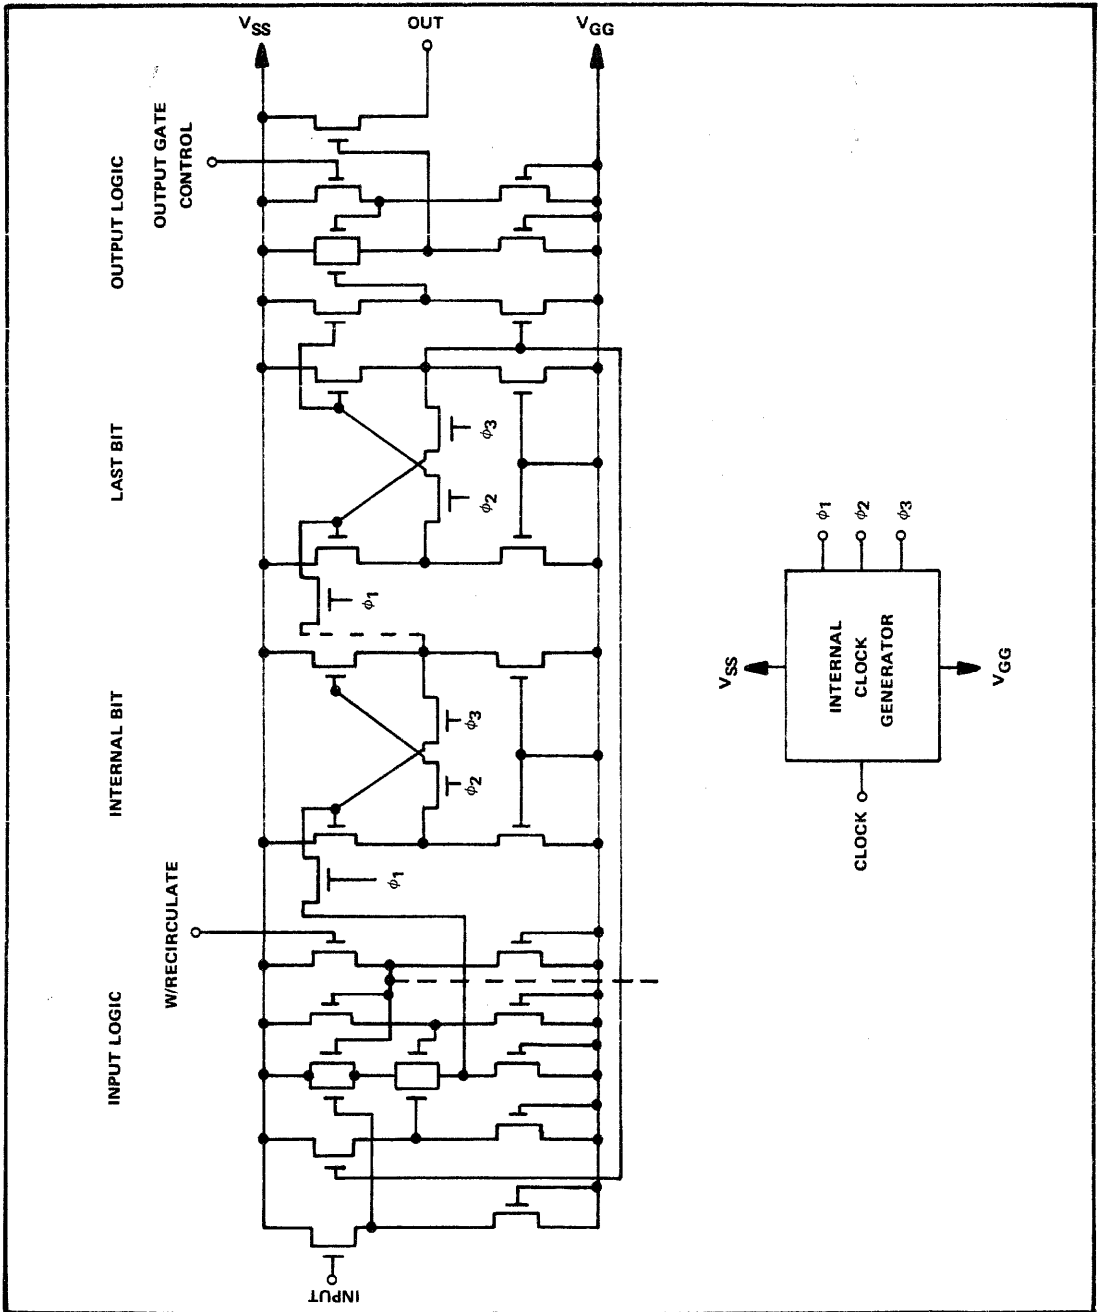 VSS
OUT
VGG
OUTPUT GATE
CONTROL
OUTPUT LOGIC
LAST BIT
INTERNAL BIT
W/RECIRCULATE
INPUT LOGIC
INPUT
ϕ3
ϕ2
ϕ1
ϕ3
ϕ2
ϕ1
VSS
INTERNAL
CLOCK
GENERATOR
VGG
CLOCK
ϕ1
ϕ2
ϕ3